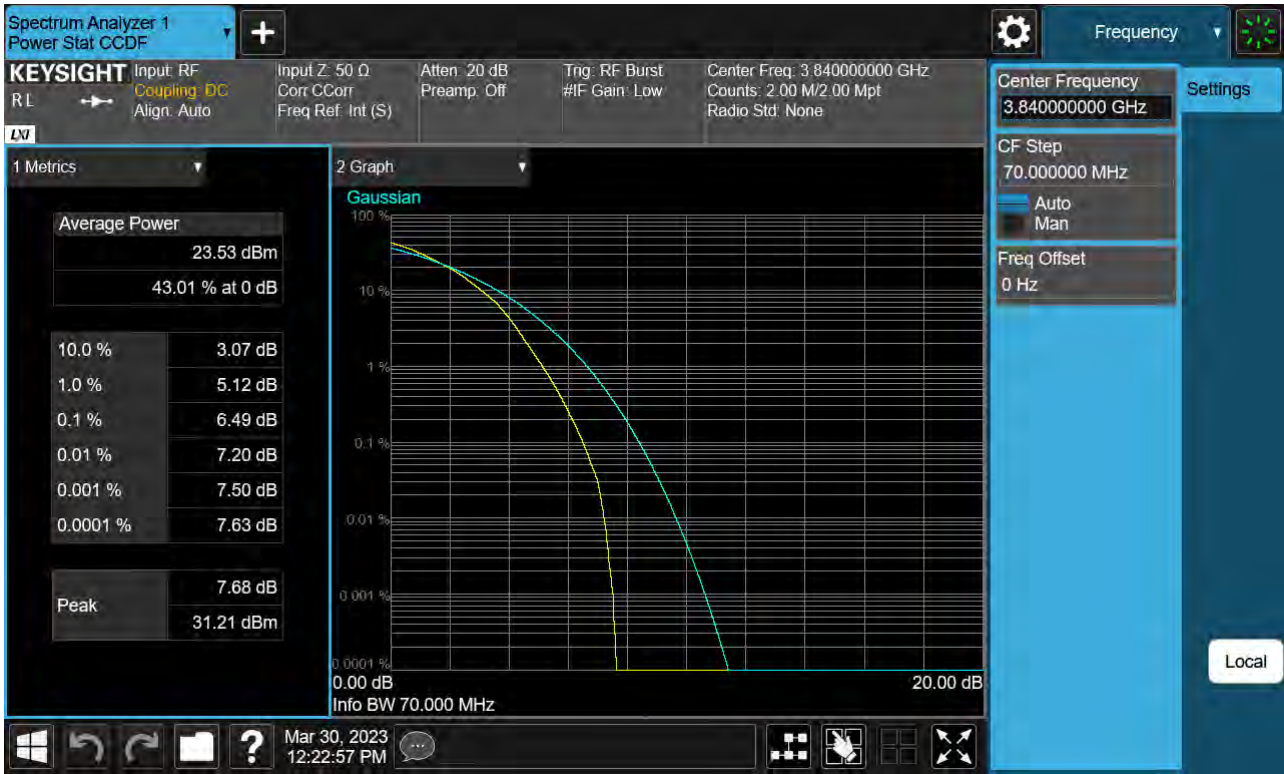 Spectrum Analyzer 1
Power Stat CCDF
Frequency
KEYSIGHT
RL
LXI
Input: RF
Coupling: DC
Align: Auto
Input Z: 50 Ω
Corr CCorr
Freq Ref: Int (S)
Atten: 20 dB
Preamp: Off
Trig: RF Burst
#IF Gain: Low
Center Freq: 3.840000000 GHz
Counts: 2.00 M/2.00 Mpt
Radio Std: None
Center Frequency
3.840000000 GHz
Settings
CF Step
70.000000 MHz
Auto
Man
Freq Offset
0 Hz
1 Metrics
Average Power
23.53 dBm
43.01 % at 0 dB
10.0 % 3.07 dB
1.0 % 5.12 dB
0.1 % 6.49 dB
0.01 % 7.20 dB
0.001 % 7.50 dB
0.0001 % 7.63 dB
Peak
7.68 dB
31.21 dBm
2 Graph
Gaussian
100 %
10 %
1 %
0.1 %
0.01 %
0.001 %
0.0001 %
0.00 dB 20.00 dB
Info BW 70.000 MHz
Local
?
Mar 30, 2023
12:22:57 PM